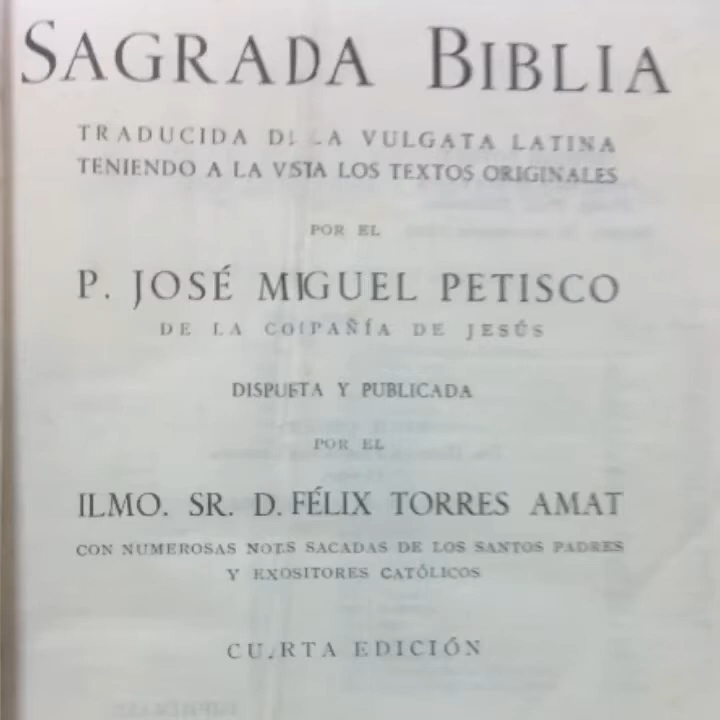 SAGRADA BIBLIA
TRADUCIDA DE LA VULGATA LATINA
TENIENDO A LA VSTA LOS TEXTOS ORIGINALES
POR EL
P. JOSÉ MIGUEL PETISCO
DE LA COIPAÑÍA DE JESÚS
DISPUETA Y PUBLICADA
POR EL
ILMO. SR. D. FÉLIX TORRES AMAT
CON NUMEROSAS NOTS SACADAS DE LOS SANTOS PADRES
Y EXOSITORES CATÓLICOS
CUARTA EDICIÓN